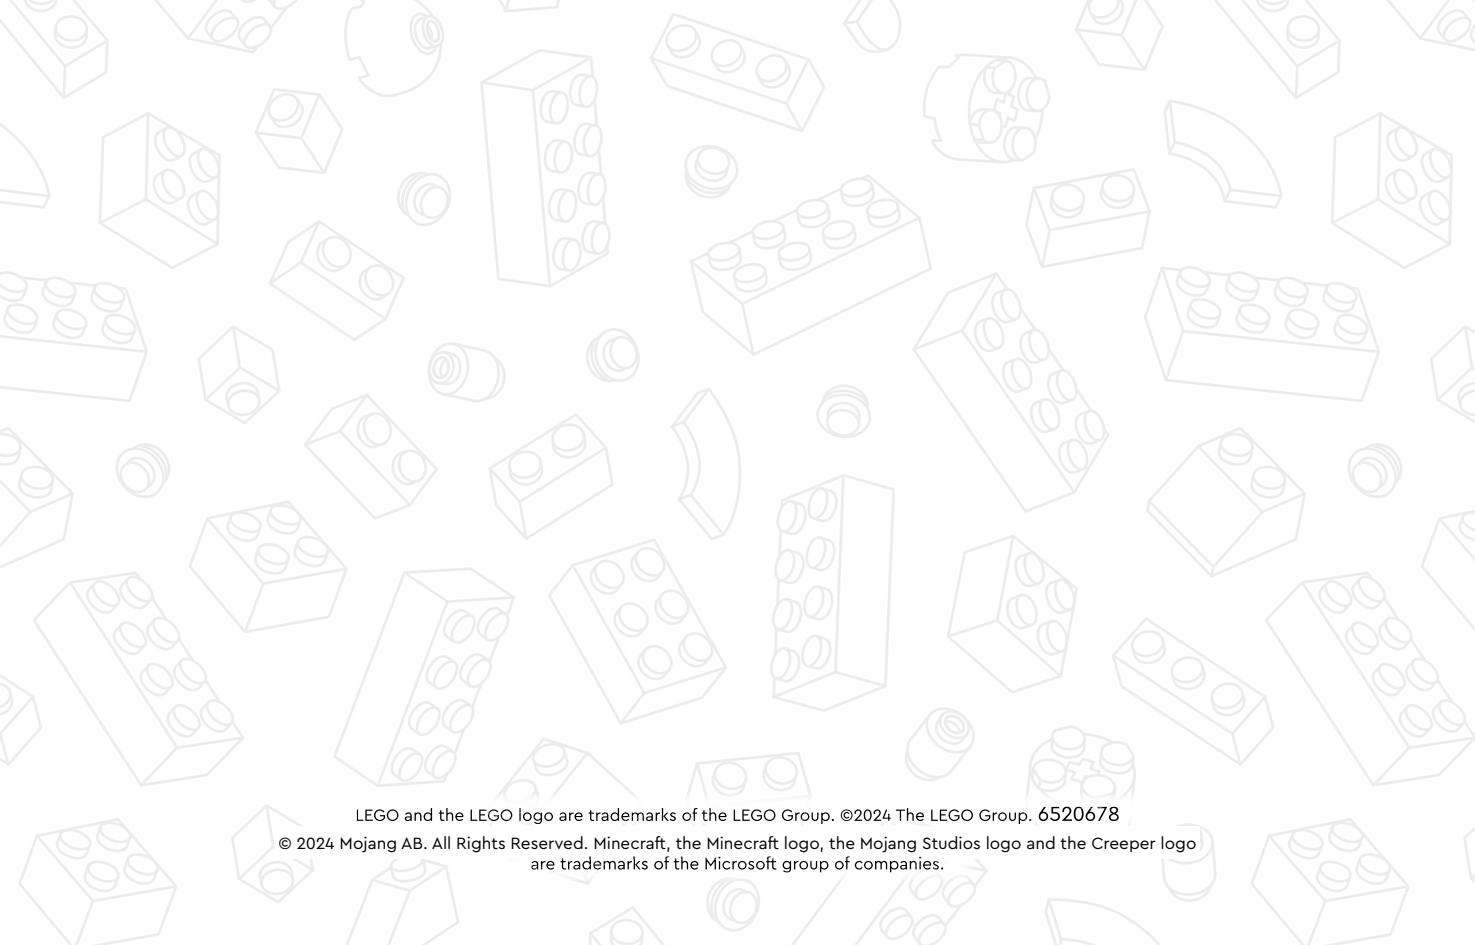 LEGO and the LEGO logo are trademarks of the LEGO Group. ©2024 The LEGO Group. 6520678
© 2024 Mojang AB. All Rights Reserved. Minecraft, the Minecraft logo, the Mojang Studios logo and the Creeper logo
are trademarks of the Microsoft group of companies.